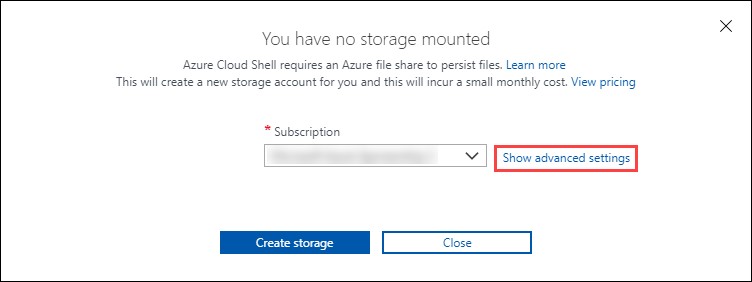 You have no storage mounted
Azure Cloud Shell requires an Azure file share to persist files. Learn more
This will create a new storage account for you and this will incur a small monthly cost. View pricing
* Subscription
Show advanced settings
Create storage
Close